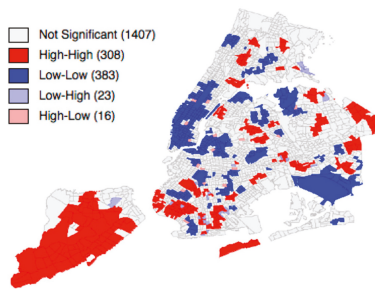 Not Significant (1407)
High-High (308)
Low-Low (383)
Low-High (23)
High-Low (16)